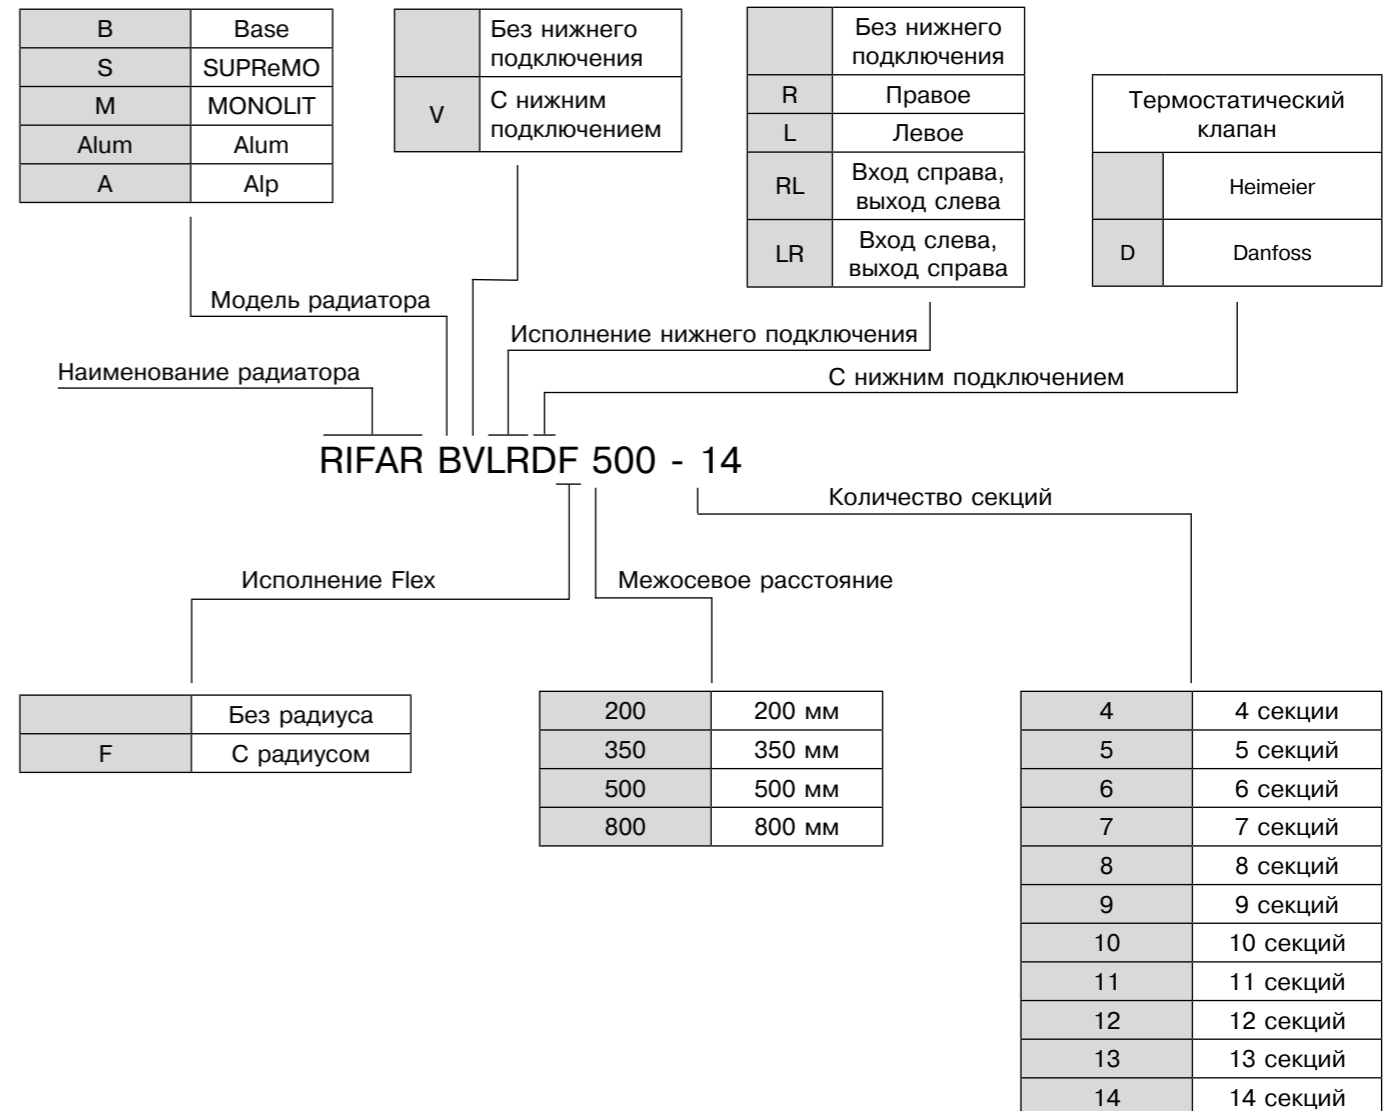 B Base
S SUPReMO
M MONOLIT
Alum Alum
A Alp
Без нижнего
подключения
V С нижним
подключением
Без нижнего
подключения
R Правое
L Левое
RL Вход справа,
выход слева
LR Вход слева,
выход справа
Термостатический
клапан
Heimeier
D Danfoss
Модель радиатора
Исполнение нижнего подключения
Наименование радиатора
С нижним подключением
RIFAR BVLRDF 500 - 14
Количество секций
Исполнение Flex
Межосевое расстояние
Без радиуса
F С радиусом
200 200 мм
350 350 мм
500 500 мм
800 800 мм
4 4 секции
5 5 секций
6 6 секций
7 7 секций
8 8 секций
9 9 секций
10 10 секций
11 11 секций
12 12 секций
13 13 секций
14 14 секций